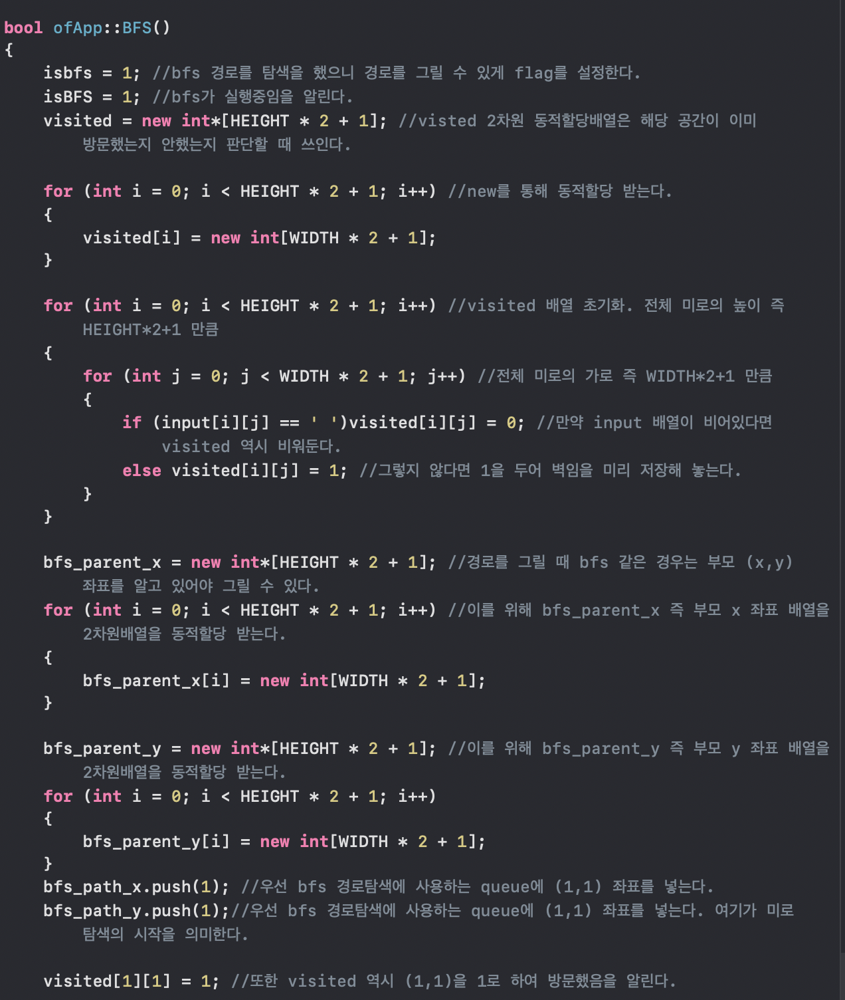 bool ofApp::BFS()
{
isbfs = 1; //bfs 경로를 탐색을 했으니 경로를 그릴 수 있게 flag를 설정한다.
isBFS = 1; //bfs가 실행중임을 알린다.
visited = new int*[HEIGHT * 2 + 1]; //visted 2차원 동적할당배열은 해당 공간이 이미
방문했는지 안했는지 판단할 때 쓰인다.
for (int i = 0; i < HEIGHT * 2 + 1; i++) //new를 통해 동적할당 받는다.
{
visited[i] = new int[WIDTH * 2 + 1];
}
for (int i = 0; i < HEIGHT * 2 + 1; i++) //visited 배열 초기화. 전체 미로의 높이 즉
HEIGHT*2+1 만큼
{
for (int j = 0; j < WIDTH * 2 + 1; j++) //전체 미로의 가로 즉 WIDTH*2+1 만큼
{
if (input[i][j] == ' ')visited[i][j] = 0; //만약 input 배열이 비어있다면
visited 역시 비워둔다.
else visited[i][j] = 1; //그렇지 않다면 1을 두어 벽임을 미리 저장해 놓는다.
}
}
bfs_parent_x = new int*[HEIGHT * 2 + 1]; //경로를 그릴 때 bfs 같은 경우는 부모 (x,y)
좌표를 알고 있어야 그릴 수 있다.
for (int i = 0; i < HEIGHT * 2 + 1; i++) //이를 위해 bfs_parent_x 즉 부모 x 좌표 배열을
2차원배열을 동적할당 받는다.
{
bfs_parent_x[i] = new int[WIDTH * 2 + 1];
}
bfs_parent_y = new int*[HEIGHT * 2 + 1]; //이를 위해 bfs_parent_y 즉 부모 y 좌표 배열을
2차원배열을 동적할당 받는다.
for (int i = 0; i < HEIGHT * 2 + 1; i++)
{
bfs_parent_y[i] = new int[WIDTH * 2 + 1];
}
bfs_path_x.push(1); //우선 bfs 경로탐색에 사용하는 queue에 (1,1) 좌표를 넣는다.
bfs_path_y.push(1);//우선 bfs 경로탐색에 사용하는 queue에 (1,1) 좌표를 넣는다. 여기가 미로
탐색의 시작을 의미한다.
visited[1][1] = 1; //또한 visited 역시 (1,1)을 1로 하여 방문했음을 알린다.